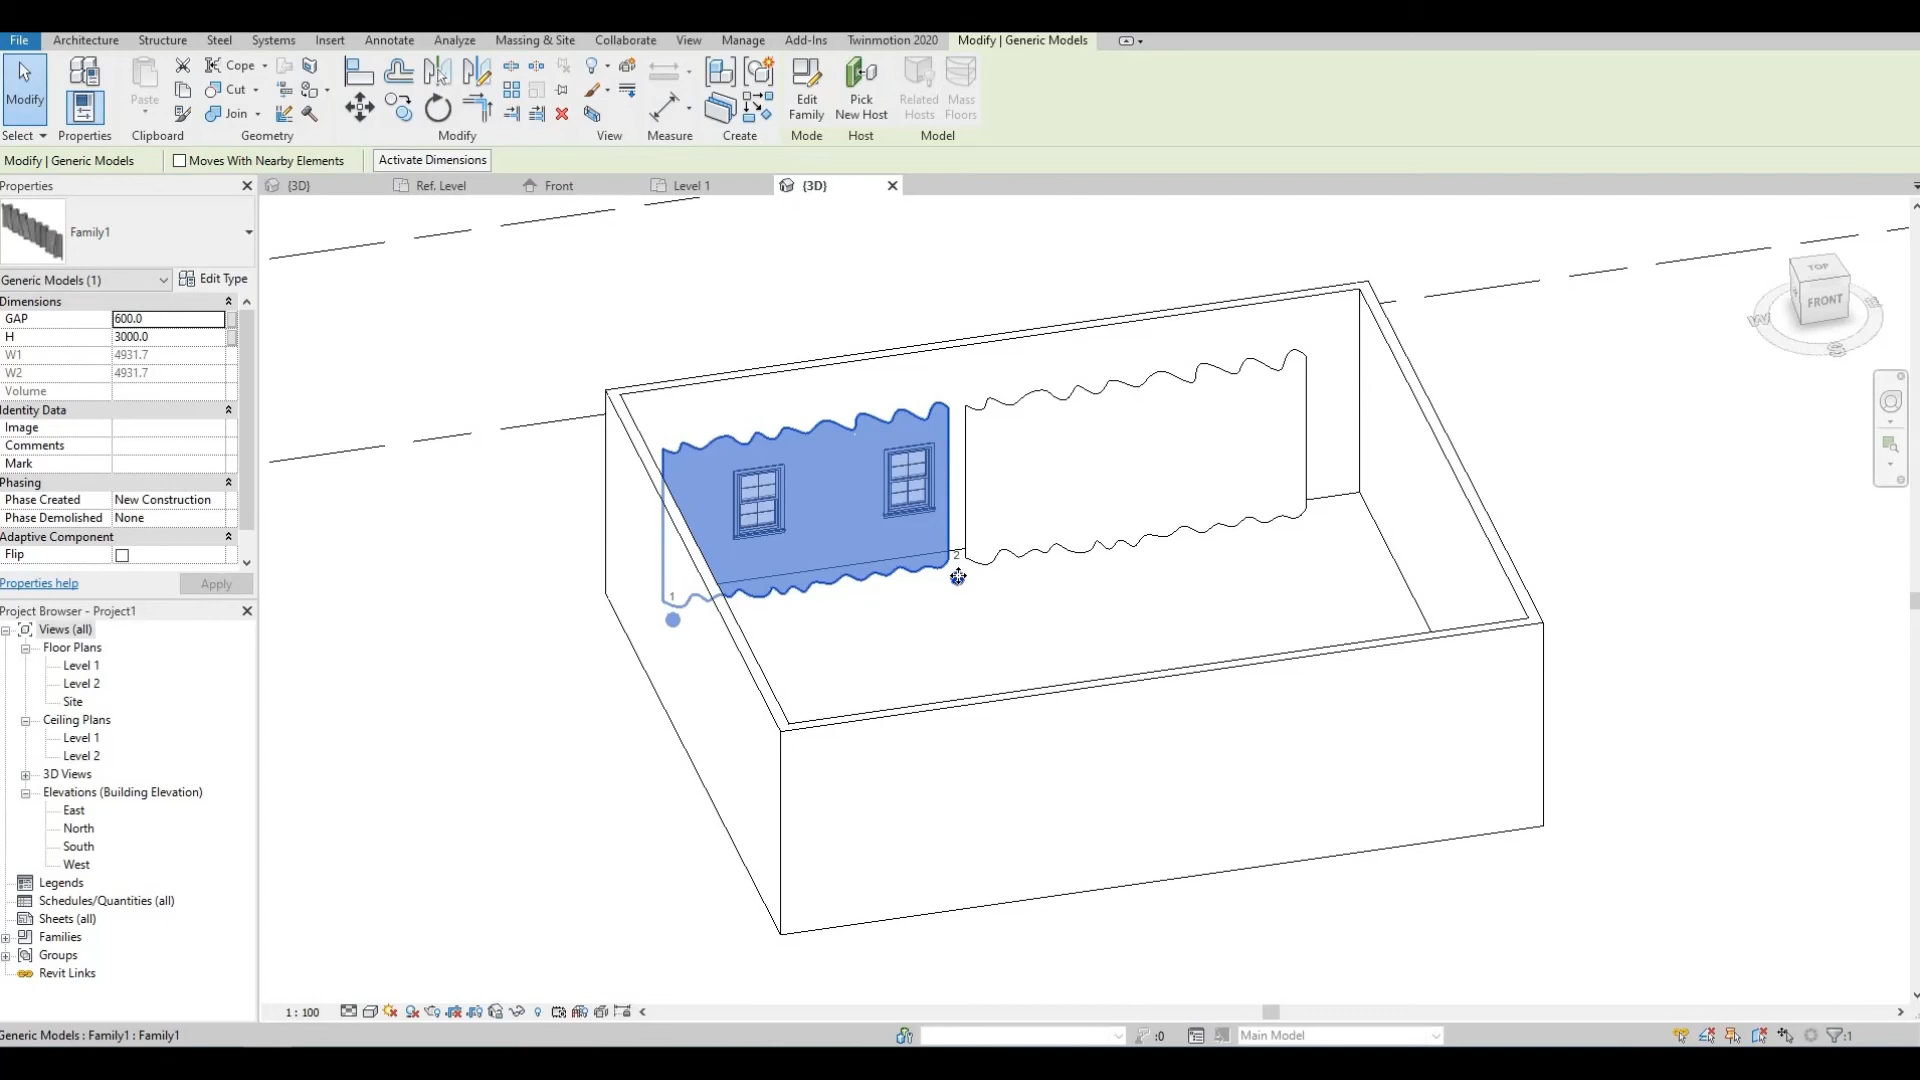 File Architecture Structure Steel Systems Insert Annotate Analyze Massing & Site Collaborate View Manage Add-Ins Twinmotion 2020 Modify | Generic Models
Modify Paste Cope Cut Join Edit Family Pick New Host Related Hosts Mass Floors
Select Properties Clipboard Geometry Modify View Measure Create Mode Host Model
Modify | Generic Models Moves With Nearby Elements Activate Dimensions
Properties {3D} Ref. Level Front Level 1 {3D}
Family1
Generic Models (1) Edit Type
Dimensions
GAP 600.0
H 3000.0
W1 4931.7
W2 4931.7
Volume
Identity Data
Image
Comments
Mark
Phasing
Phase Created New Construction
Phase Demolished None
Adaptive Component
Flip
Properties help Apply
Project Browser - Project1
Views (all)
Floor Plans
Level 1
Level 2
Site
Ceiling Plans
Level 1
Level 2
3D Views
Elevations (Building Elevation)
East
North
South
West
Legends
Schedules/Quantities (all)
Sheets (all)
Families
Groups
Revit Links
TOP
FRONT
W
S
E
2
1
1 : 100
Generic Models : Family1 : Family1 :0 Main Model :1